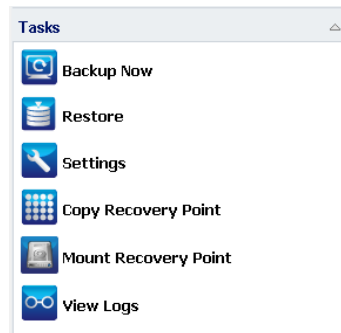 Tasks
Backup Now
Restore
Settings
Copy Recovery Point
Mount Recovery Point
View Logs